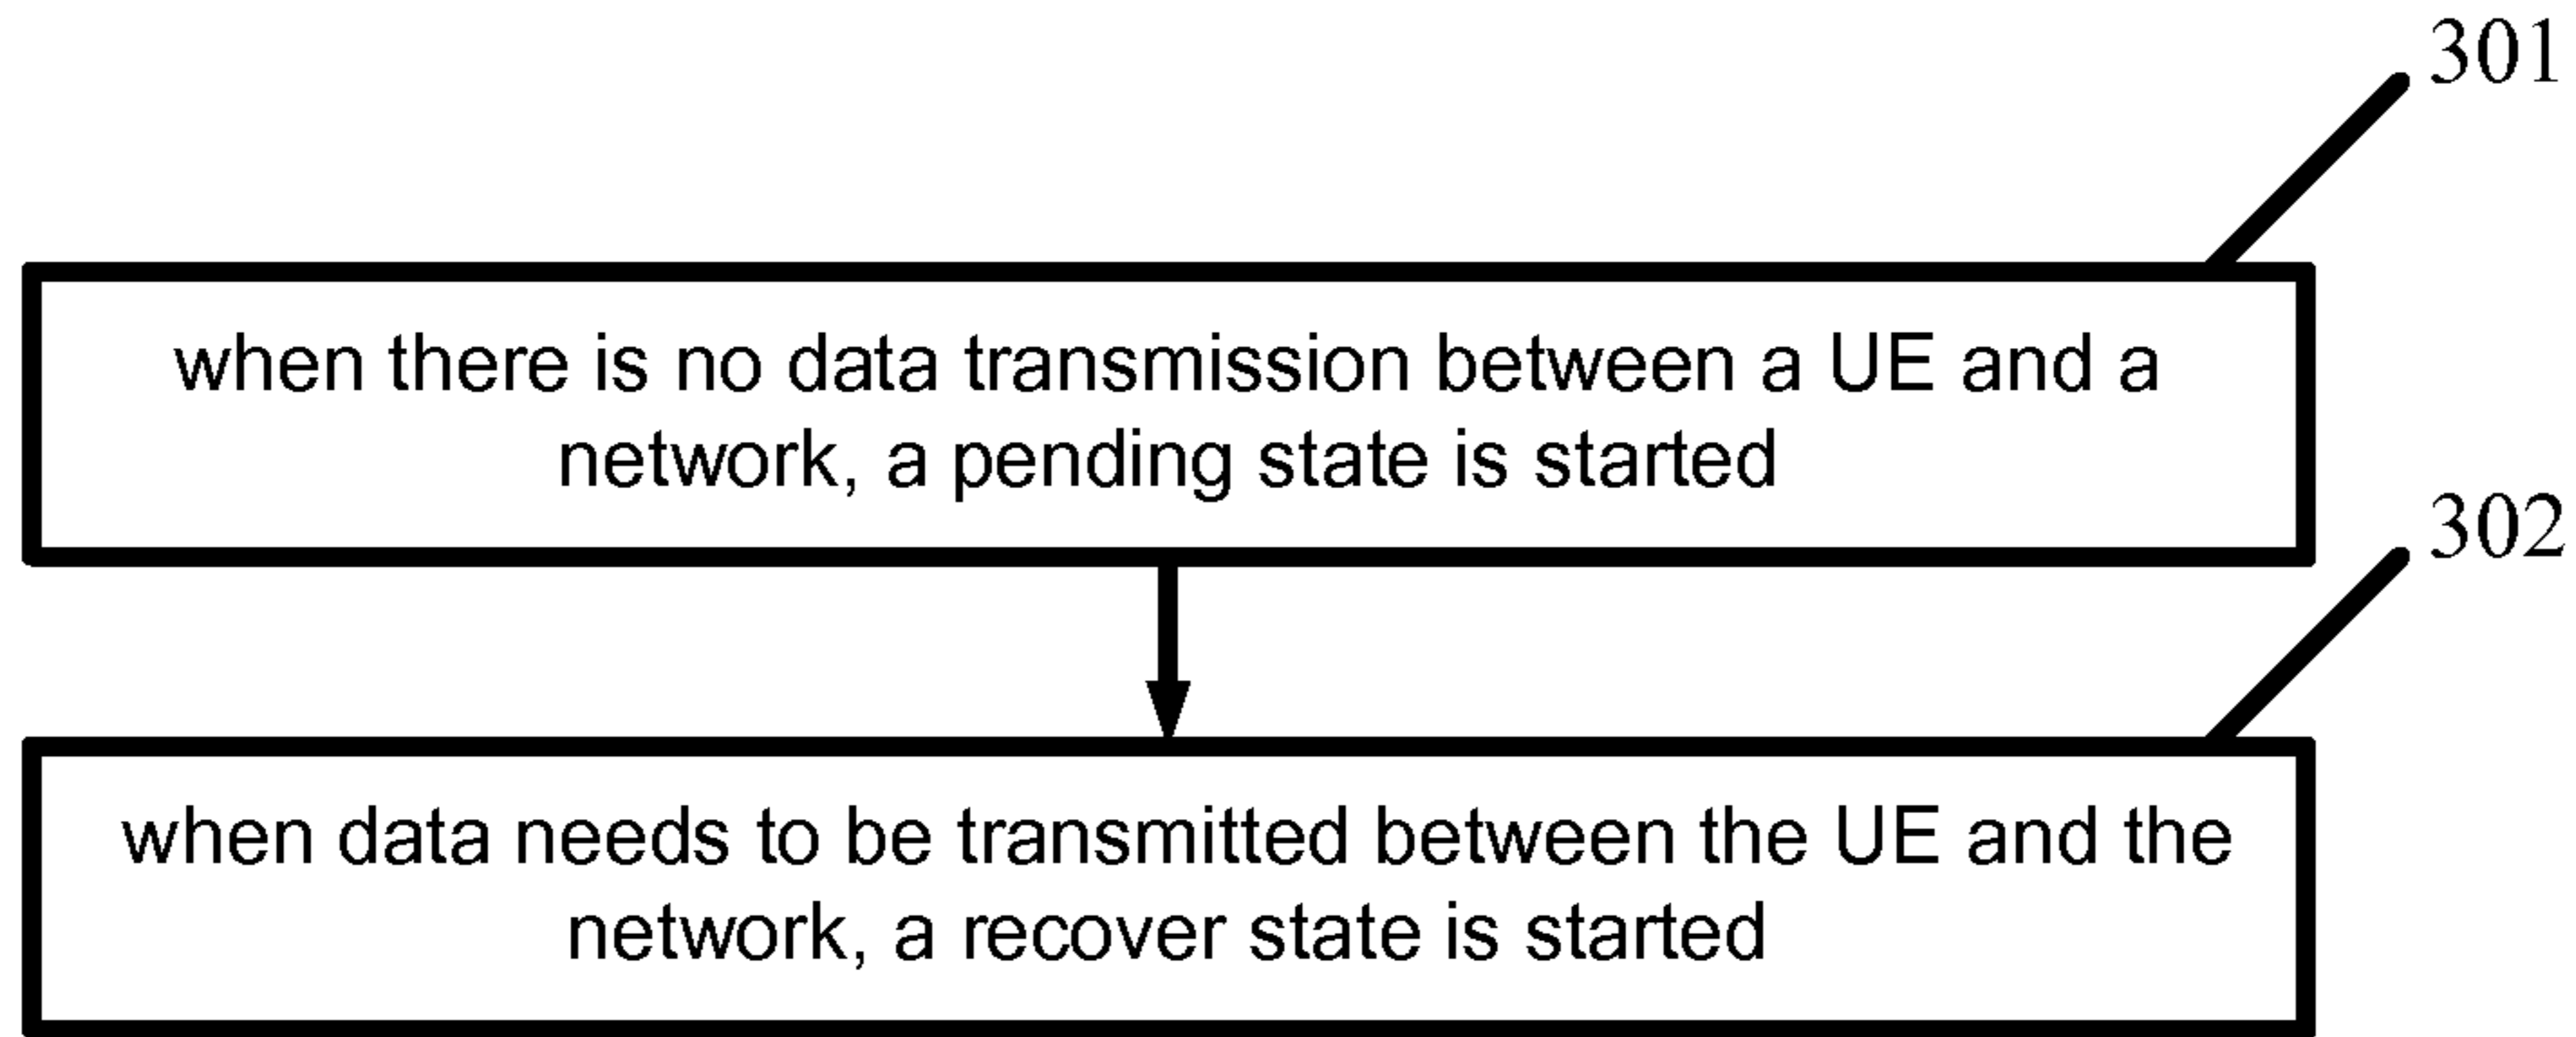 301
when there is no data transmission between a UE and a
network, a pending state is started
302
when data needs to be transmitted between the UE and the
network, a recover state is started